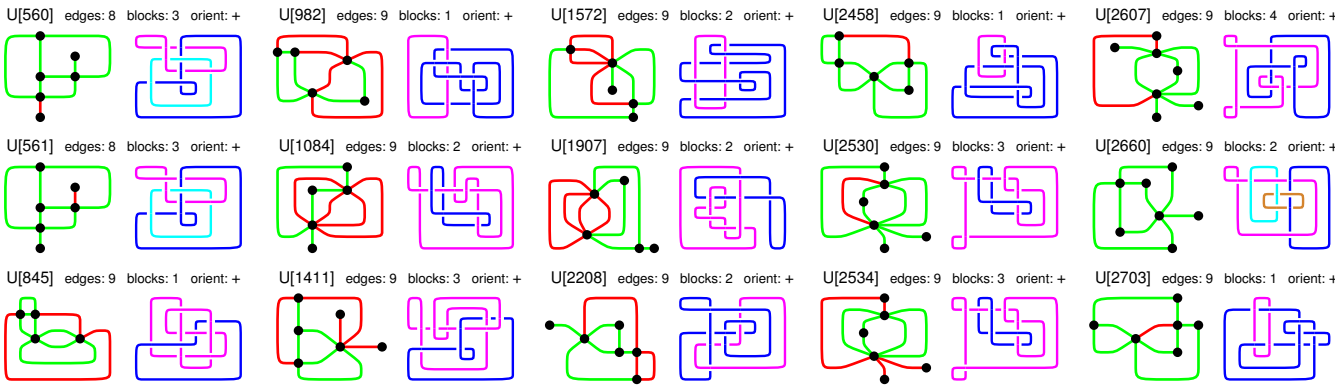 U[560] edges: 8 blocks: 3 orient: +
U[982] edges: 9 blocks: 1 orient: +
U[1572] edges: 9 blocks: 2 orient: +
U[2458] edges: 9 blocks: 1 orient: +
U[2607] edges: 9 blocks: 4 orient: +
U[561] edges: 8 blocks: 3 orient: +
U[1084] edges: 9 blocks: 2 orient: +
U[1907] edges: 9 blocks: 2 orient: +
U[2530] edges: 9 blocks: 3 orient: +
U[2660] edges: 9 blocks: 2 orient: +
U[845] edges: 9 blocks: 1 orient: +
U[1411] edges: 9 blocks: 3 orient: +
U[2208] edges: 9 blocks: 2 orient: +
U[2534] edges: 9 blocks: 3 orient: +
U[2703] edges: 9 blocks: 1 orient: +